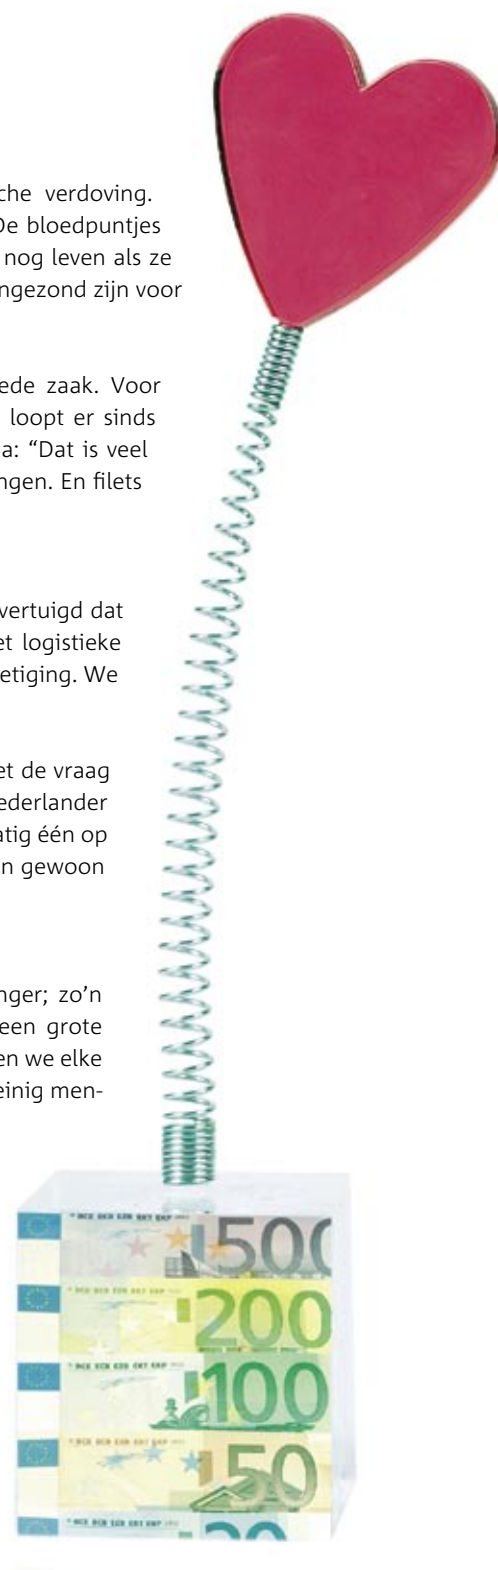 che verdoving.
De bloedpuntjes
nog leven als ze
ngezond zijn voor
ede zaak. Voor
loopt er sinds
a: “Dat is veel
ngen. En filets
vertuigd dat
et logistieke
etiging. We
et de vraag
ederlander
atig één op
n gewoon
nger; zo’n
een grote
en we elke
einig men-
500
200
100
50
20